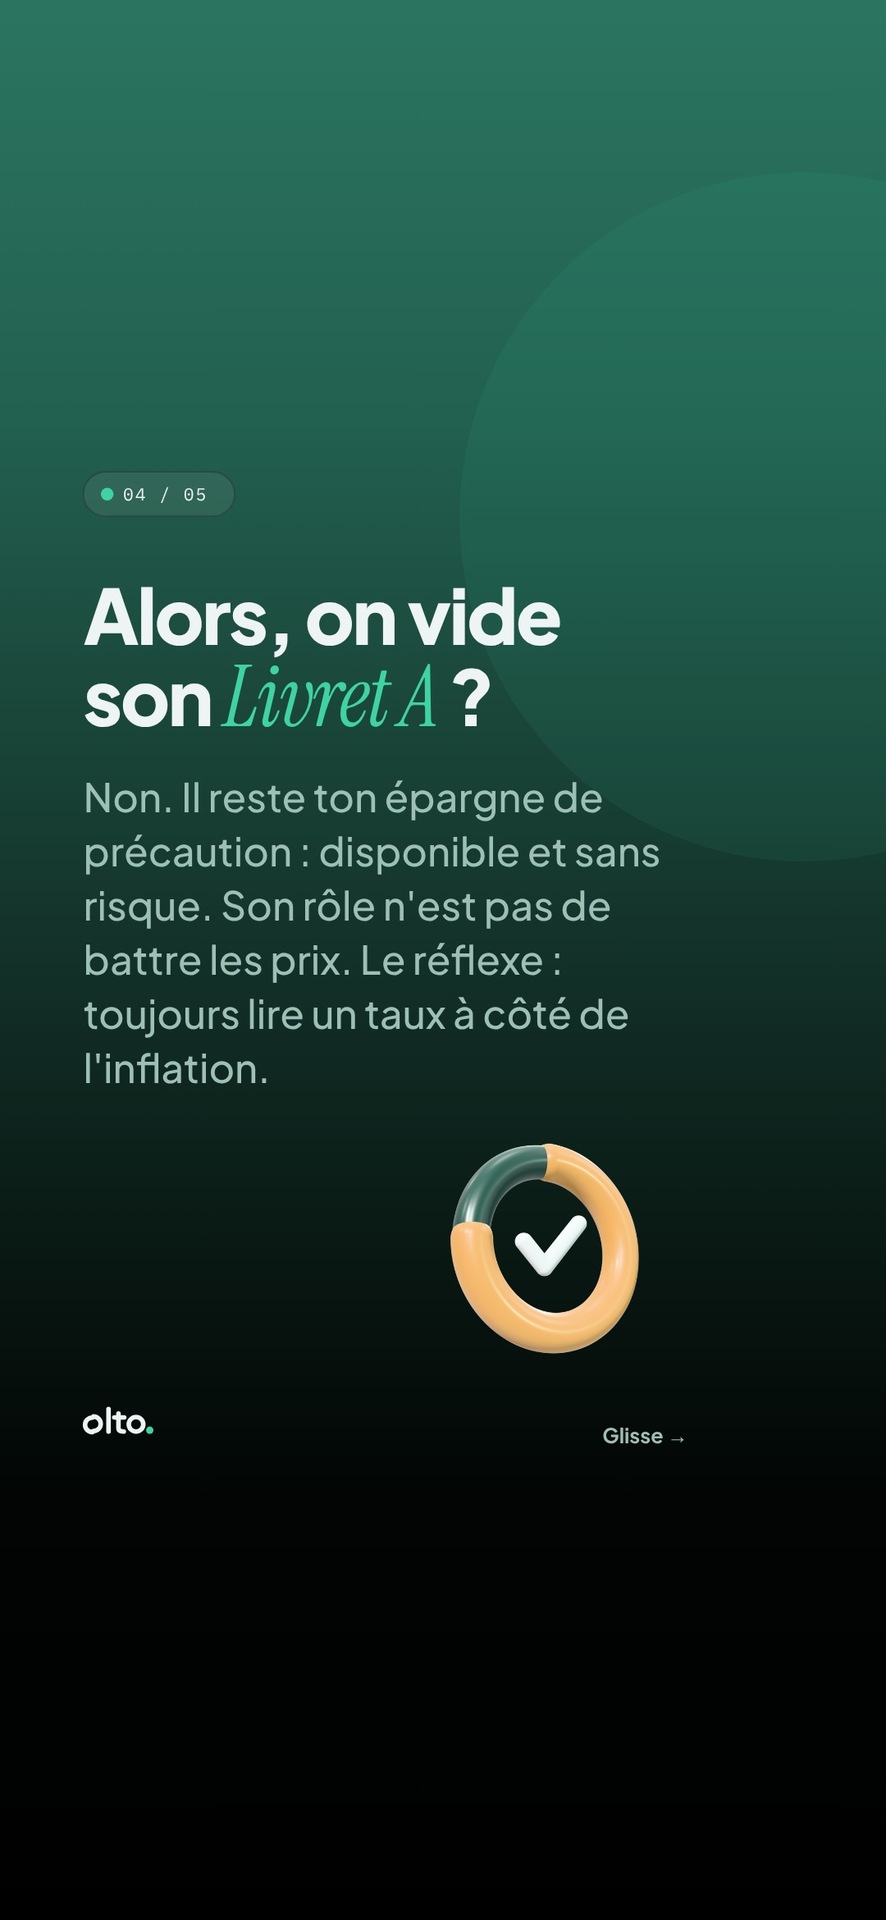 04 / 05
Alors, on vide
son Livret A ?
Non. Il reste ton épargne de
précaution : disponible et sans
risque. Son rôle n'est pas de
battre les prix. Le réflexe :
toujours lire un taux à côté de
l'inflation.
olto.
Glisse →